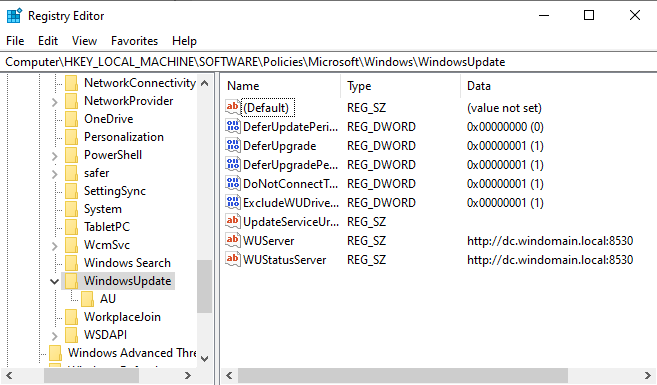 Registry Editor
File Edit View Favorites Help
Computer\HKEY_LOCAL_MACHINE\SOFTWARE\Policies\Microsoft\Windows\WindowsUpdate
NetworkConnectivity
NetworkProvider
OneDrive
Personalization
PowerShell
safer
SettingSync
System
TabletPC
WcmSvc
Windows Search
WindowsUpdate
AU
WorkplaceJoin
WSDAPI
Windows Advanced Thre
Name Type Data
(Default) REG_SZ (value not set)
DeferUpdatePeri... REG_DWORD 0x00000000 (0)
DeferUpgrade REG_DWORD 0x00000001 (1)
DeferUpgradePe... REG_DWORD 0x00000001 (1)
DoNotConnectT... REG_DWORD 0x00000001 (1)
ExcludeWUDrive... REG_DWORD 0x00000001 (1)
UpdateServiceUr... REG_SZ
WUServer REG_SZ http://dc.windomain.local:8530
WUStatusServer REG_SZ http://dc.windomain.local:8530